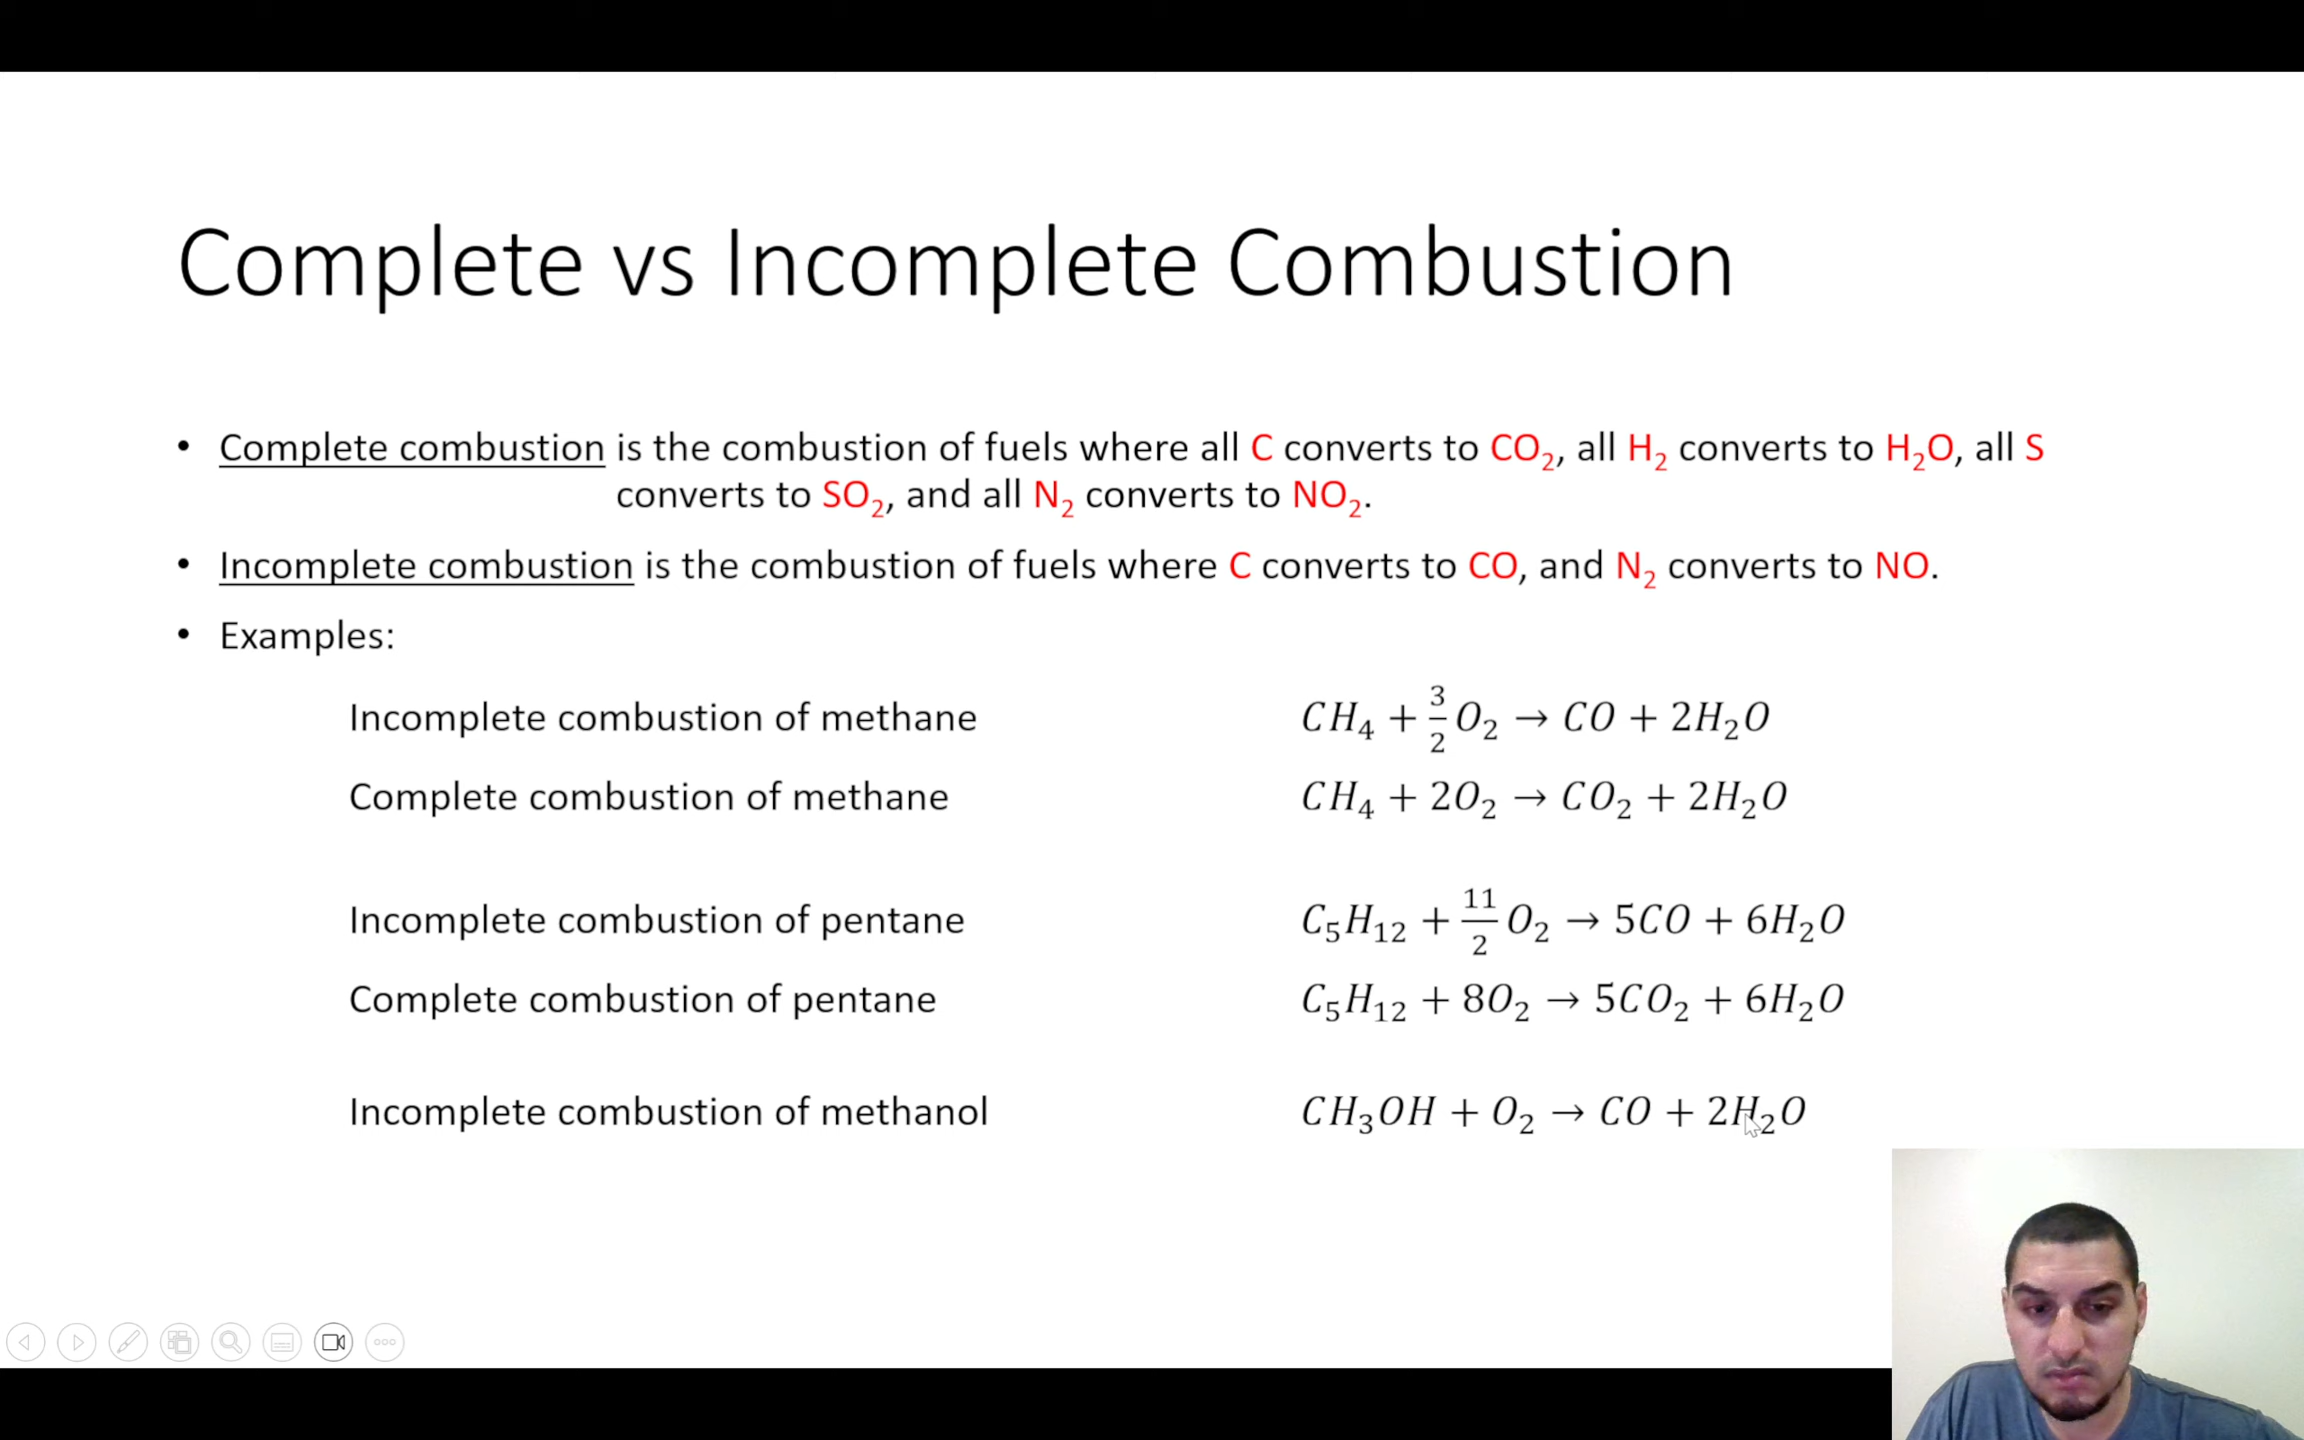 Complete vs Incomplete Combustion
• Complete combustion is the combustion of fuels where all C converts to CO₂, all H₂ converts to H₂O, all S
converts to SO₂, and all N₂ converts to NO₂.
• Incomplete combustion is the combustion of fuels where C converts to CO, and N₂ converts to NO.
• Examples:
Incomplete combustion of methane CH₄ + 3/2 O₂ → CO + 2H₂O
Complete combustion of methane CH₄ + 2O₂ → CO₂ + 2H₂O
Incomplete combustion of pentane C₅H₁₂ + 11/2 O₂ → 5CO + 6H₂O
Complete combustion of pentane C₅H₁₂ + 8O₂ → 5CO₂ + 6H₂O
Incomplete combustion of methanol CH₃OH + O₂ → CO + 2H₂O